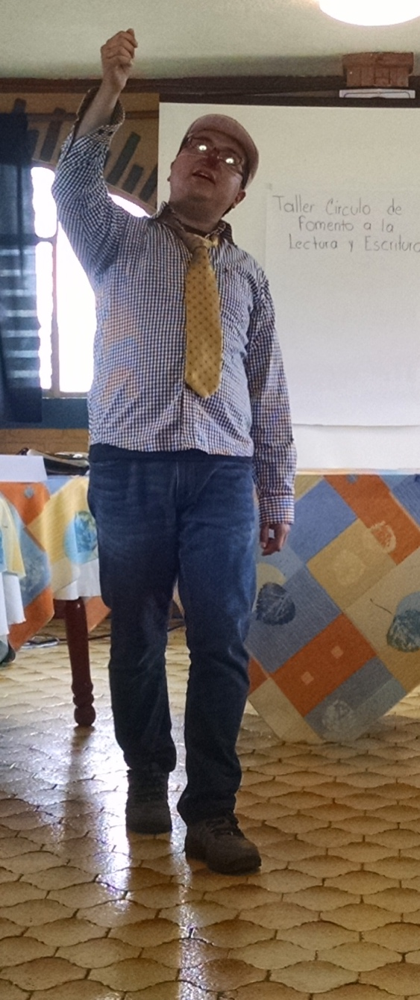 Taller Circulo de
Fomento a la
Lectura y Escritura